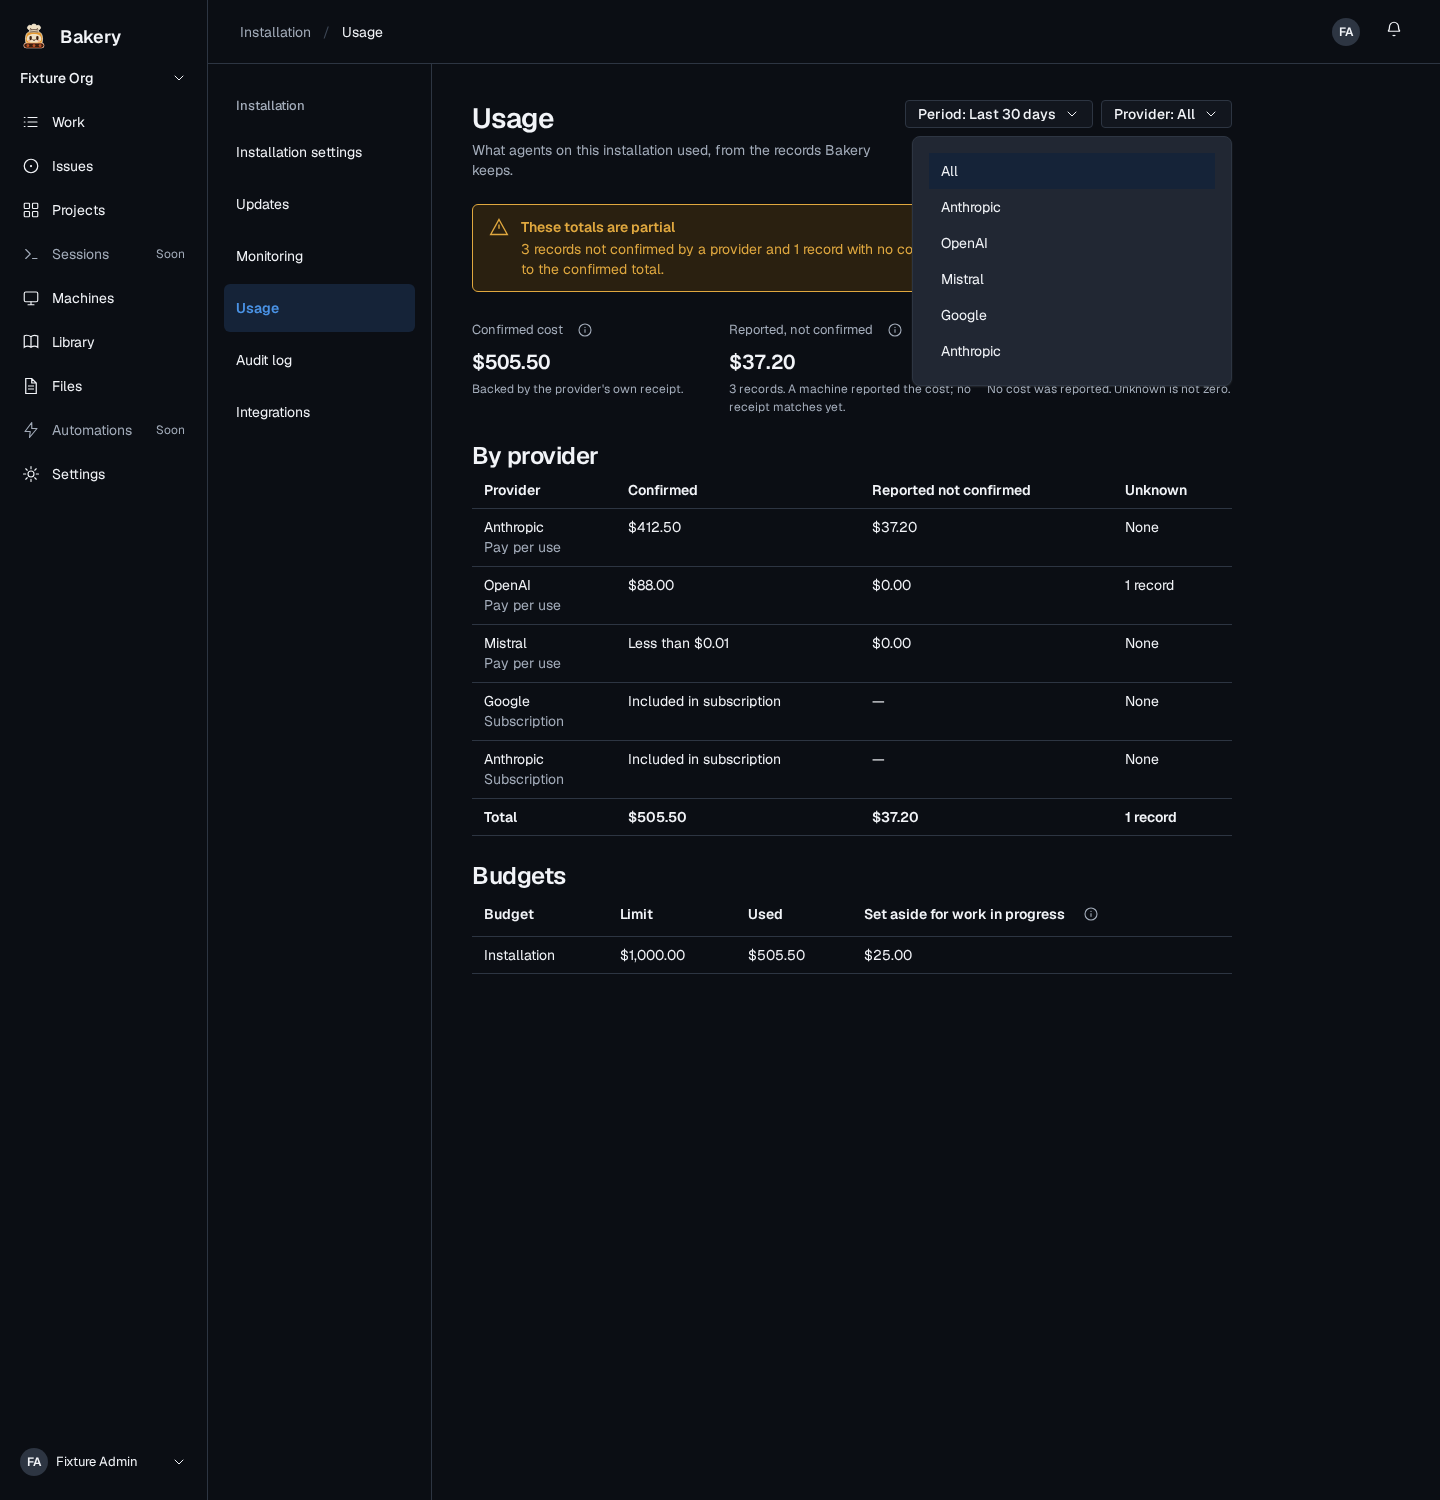 Bakery
Fixture Org
Work
Issues
Projects
Sessions Soon
Machines
Library
Files
Automations Soon
Settings
FA Fixture Admin
Installation / Usage
FA
Installation
Installation settings
Updates
Monitoring
Usage
Audit log
Integrations
Usage
What agents on this installation used, from the records Bakery
keeps.
Period: Last 30 days
Provider: All
All
Anthropic
OpenAI
Mistral
Google
Anthropic
These totals are partial
3 records not confirmed by a provider and 1 record with no co
to the confirmed total.
Confirmed cost
$505.50
Backed by the provider's own receipt.
Reported, not confirmed
$37.20
3 records. A machine reported the cost; no
receipt matches yet.
No cost was reported. Unknown is not zero.
By provider
Provider Confirmed Reported not confirmed Unknown
Anthropic $412.50 $37.20 None
Pay per use
OpenAI $88.00 $0.00 1 record
Pay per use
Mistral Less than $0.01 $0.00 None
Pay per use
Google Included in subscription — None
Subscription
Anthropic Included in subscription — None
Subscription
Total $505.50 $37.20 1 record
Budgets
Budget Limit Used Set aside for work in progress
Installation $1,000.00 $505.50 $25.00